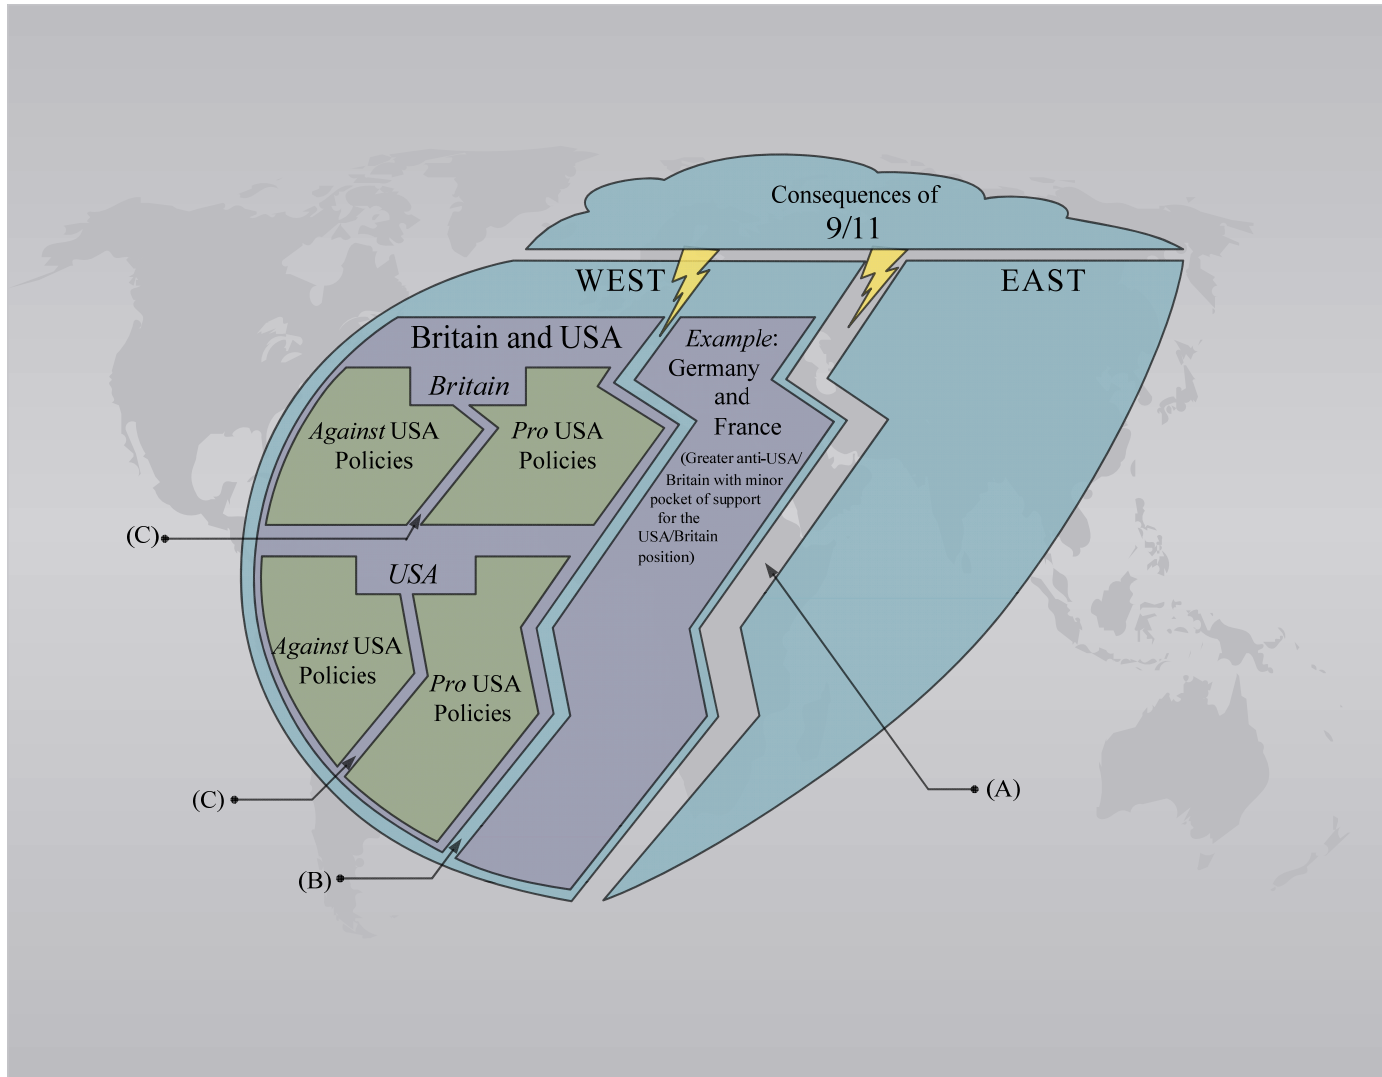 Consequences of
9/11
WEST
EAST
Britain and USA
Britain
Against USA
Policies
Pro USA
Policies
(C)
USA
Against USA
Policies
Pro USA
Policies
(C)
(B)
Example:
Germany
and
France
(Greater anti-USA/
Britain with minor
pocket of support
for the
USA/Britain
position)
(A)